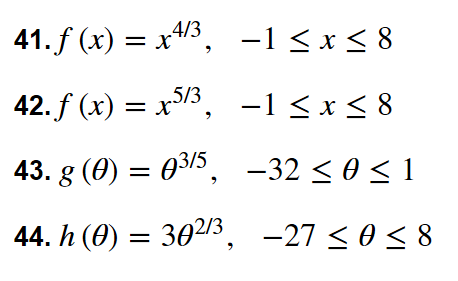 41. f (x) = x^{4/3}, −1 ≤ x ≤ 8
42. f (x) = x^{5/3}, −1 ≤ x ≤ 8
43. g (θ) = θ^{3/5}, −32 ≤ θ ≤ 1
44. h (θ) = 3θ^{2/3}, −27 ≤ θ ≤ 8